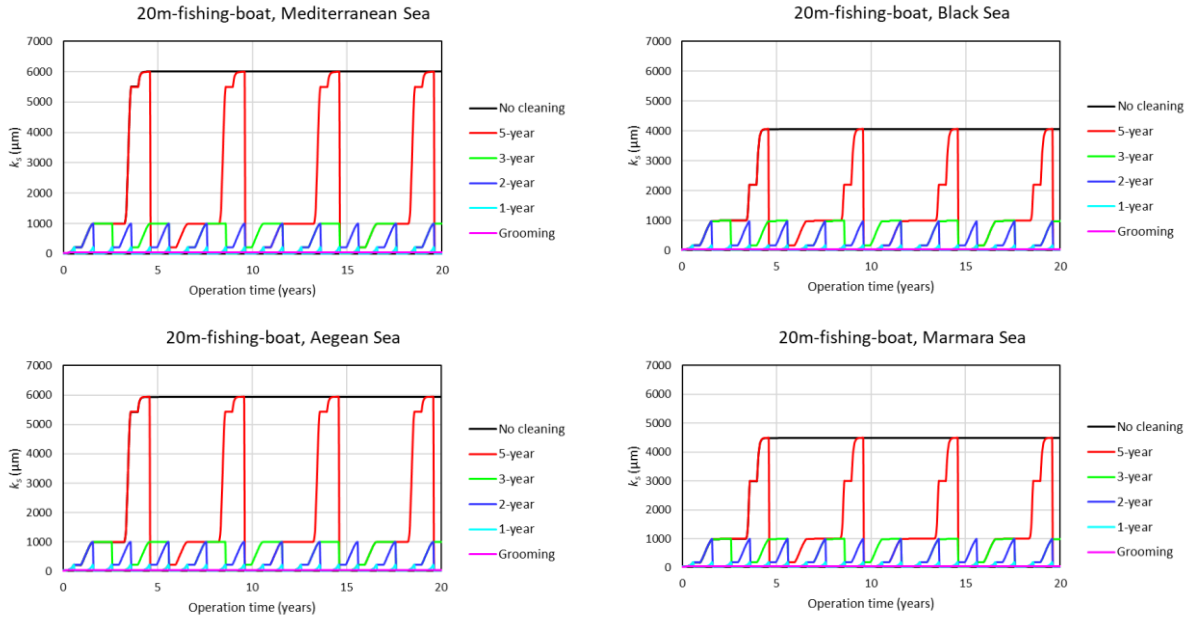 20m-fishing-boat, Mediterranean Sea
7000
6000
5000
4000
3000
2000
1000
0
kₛ (μm)
0 5 10 15 20
Operation time (years)
No cleaning
5-year
3-year
2-year
1-year
Grooming
20m-fishing-boat, Black Sea
7000
6000
5000
4000
3000
2000
1000
0
kₛ (μm)
0 5 10 15 20
Operation time (years)
No cleaning
5-year
3-year
2-year
1-year
Grooming
20m-fishing-boat, Aegean Sea
7000
6000
5000
4000
3000
2000
1000
0
kₛ (μm)
0 5 10 15 20
Operation time (years)
No cleaning
5-year
3-year
2-year
1-year
Grooming
20m-fishing-boat, Marmara Sea
7000
6000
5000
4000
3000
2000
1000
0
kₛ (μm)
0 5 10 15 20
Operation time (years)
No cleaning
5-year
3-year
2-year
1-year
Grooming